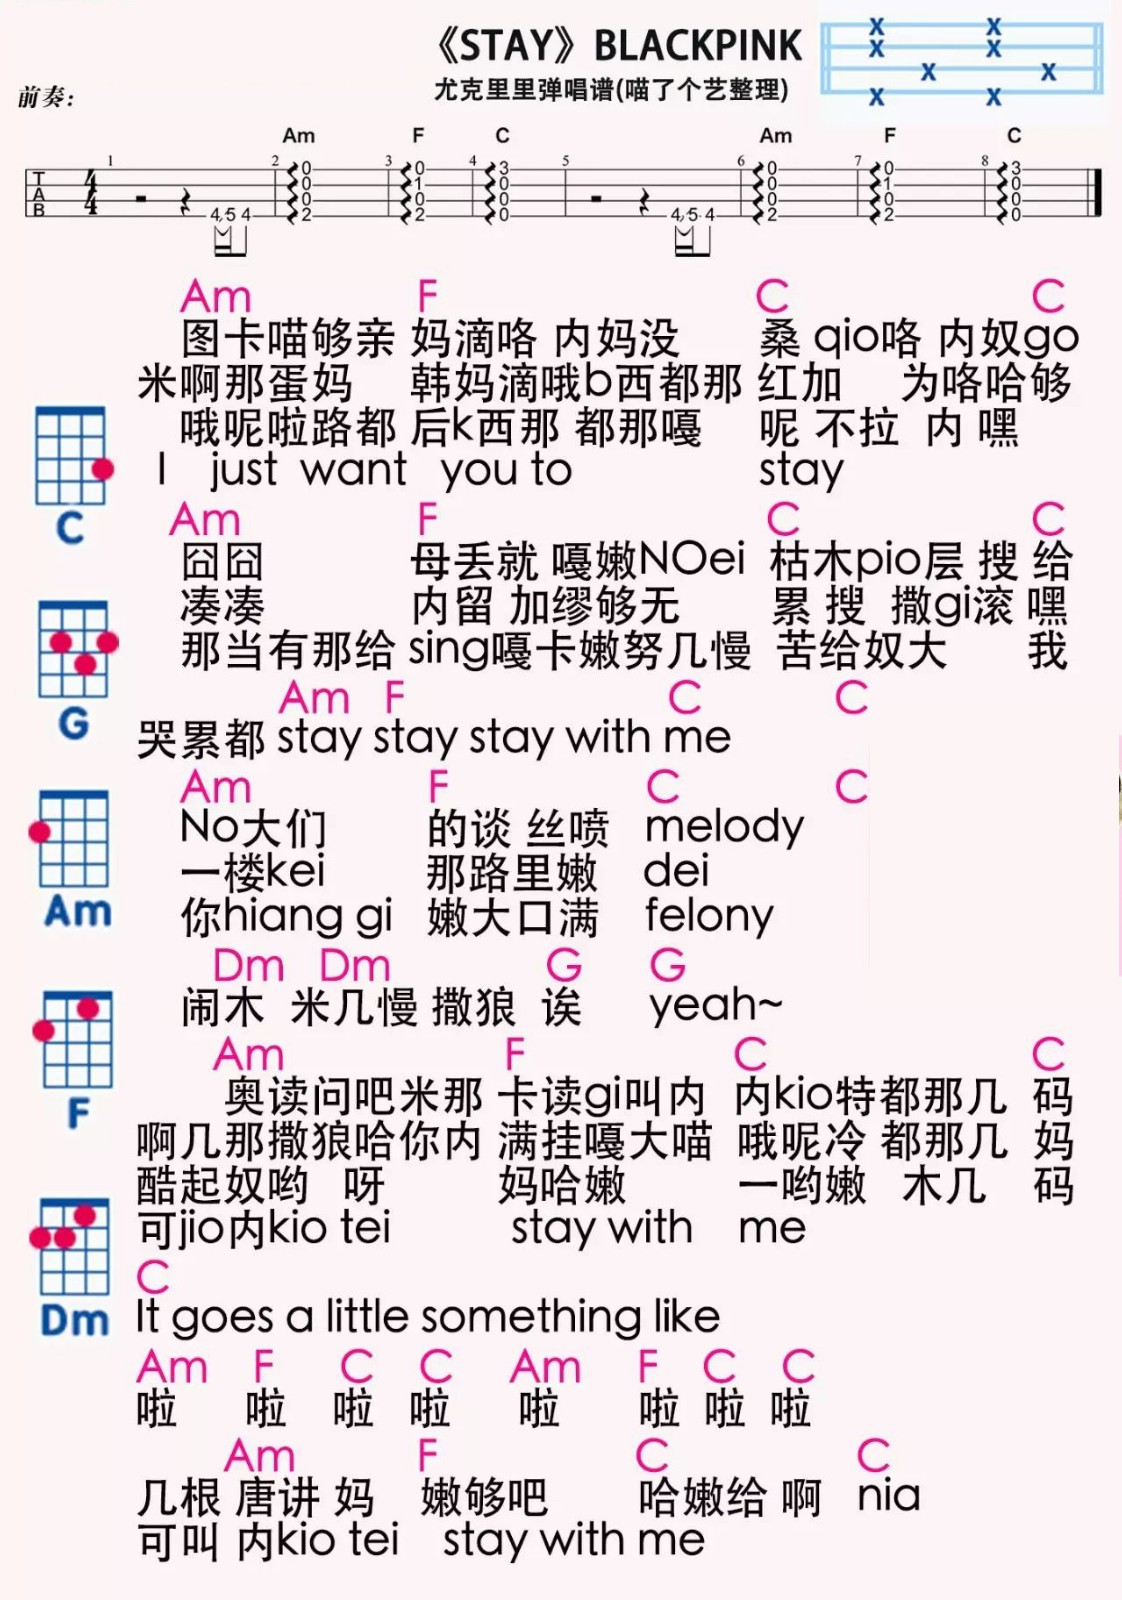 《STAY》BLACKPINK
尤克里里弹唱谱(喵了个艺整理)
前奏:
Am F C Am F C
1 2 3 4 5 6 7 8
T
A
B
4 4
0 0 3 0 0 3
0 1 0 0 1 0
0 0 0 0 0 0
4 5 4 2 2 0 4 5 4 2 2 0
x x
x x
x x
x x
Am F C C
图卡喵够亲 妈滴咯 内妈没 桑 qio咯 内奴go
米啊那蛋妈 韩妈滴哦b西都那 红加 为咯哈够
哦呢啦路都 后k西那 都那嘎 呢 不拉 内 嘿
I just want you to stay
Am F C C
囧囧 母丢就 嘎嫩NOei 枯木pio层 搜 给
凑凑 内留 加缪够无 累 搜 撒gi滚 嘿
那当有那给 sing嘎卡嫩努几慢 苦给奴大 我
Am F C C
哭累都 stay stay stay with me
Am F C C
No大们 的谈 丝喷 melody
一楼kei 那路里嫩 dei
你hiang gi 嫩大口满 felony
Dm Dm G G
闹木 米几慢 撒狼 诶 yeah~
Am F C C
奥读问吧米那 卡读gi叫内 内kio特都那几 码
啊几那撒狼哈你内 满挂嘎大喵 哦呢冷 都那几 妈
酷起奴哟 呀 妈哈嫩 一哟嫩 木几 码
可jio内kio tei stay with me
C
It goes a little something like
Am F C C Am F C C
啦 啦 啦 啦 啦 啦 啦 啦
Am F C C
几根 唐讲 妈 嫩够吧 哈嫩给 啊 nia
可叫 内kio tei stay with me
C
G
Am
F
Dm